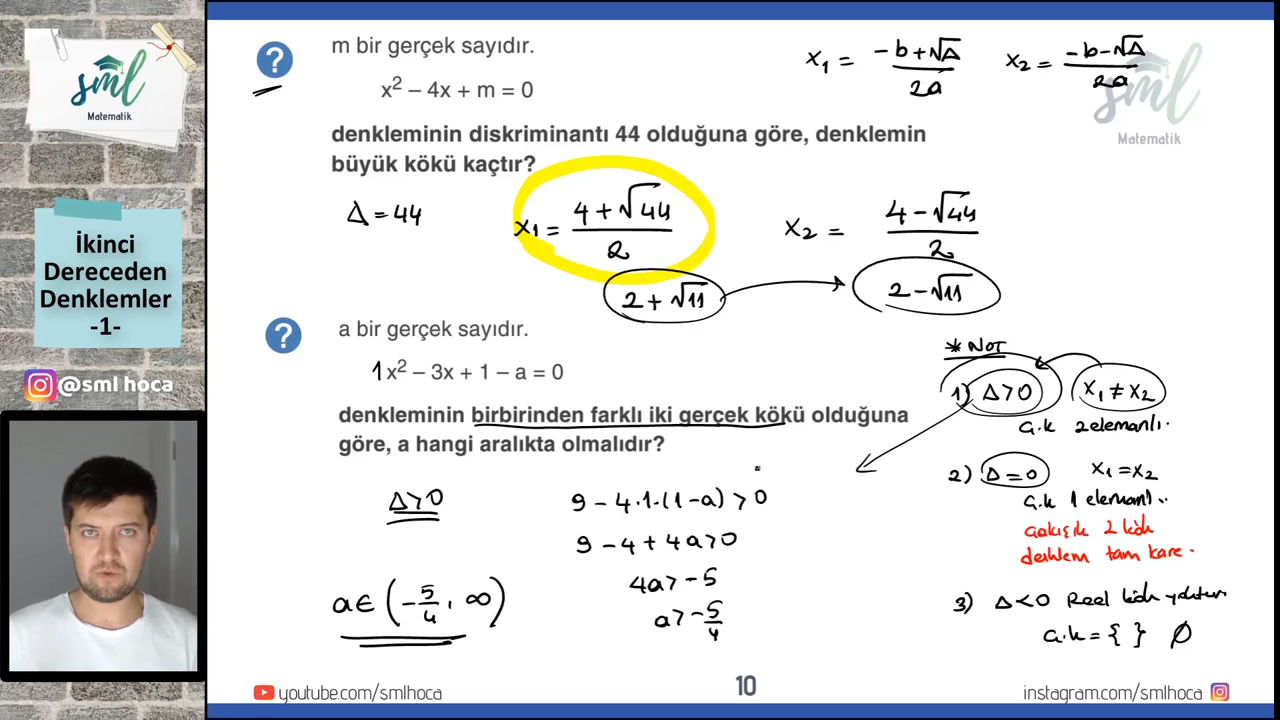 sml
Matematik
İkinci
Dereceden
Denklemler
-1-
@sml hoca
?
m bir gerçek sayıdır.
x² – 4x + m = 0
x₁ = (-b+√Δ)/2a   x₂ = (-b-√Δ)/2a
sml
Matematik
denkleminin diskriminantı 44 olduğuna göre, denklemin
büyük kökü kaçtır?
Δ = 44   x₁ = (4+√44)/2   x₂ = (4-√44)/2
2+√11   2-√11
?
a bir gerçek sayıdır.
1x² – 3x + 1 – a = 0
denkleminin birbirinden farklı iki gerçek kökü olduğuna
göre, a hangi aralıkta olmalıdır?
Δ>0   9-4·1·(1-a)>0
9-4+4a>0
4a>-5
a>-5/4
a∈(-5/4, ∞)
* NOT
1) Δ>0   x₁≠x₂
Ç.K 2 elemanlı.
2) Δ=0   x₁=x₂
Ç.K 1 elemanlı.
çakışık 2 kök
denklem tam kare.
3) Δ<0 Reel kök yoktur.
Ç.K={ } Ø
youtube.com/smlhoca
10
instagram.com/smlhoca